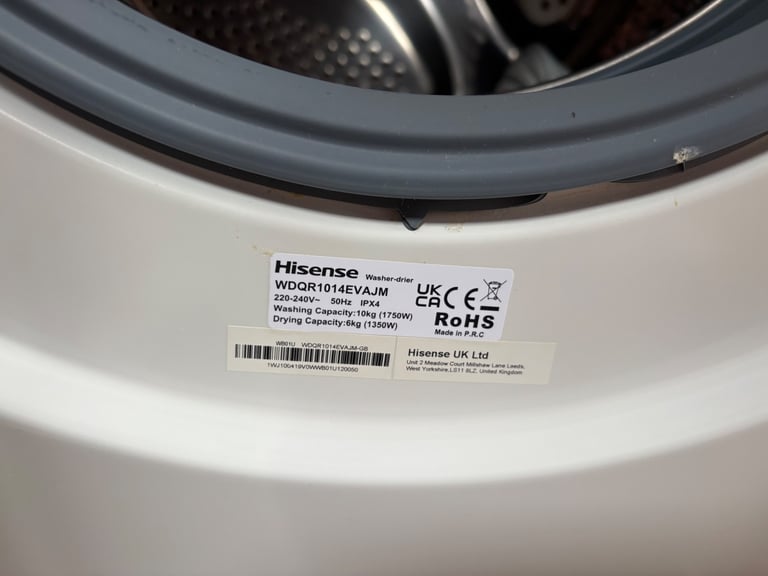 Hisense Washer-drier
WDQR1014EVAJM
220-240V~ 50Hz IPX4
Washing Capacity:10kg (1750W)
Drying Capacity:6kg (1350W)
UK
CA CE
RoHS
Made in P.R.C
WB01U WDQR1014EVAJM-GB
1WJ100419V0WWB01U120050
Hisense UK Ltd
Unit 2 Meadow Court Millshaw Lane Leeds,
West Yorkshire,LS11 8LZ, United Kingdom